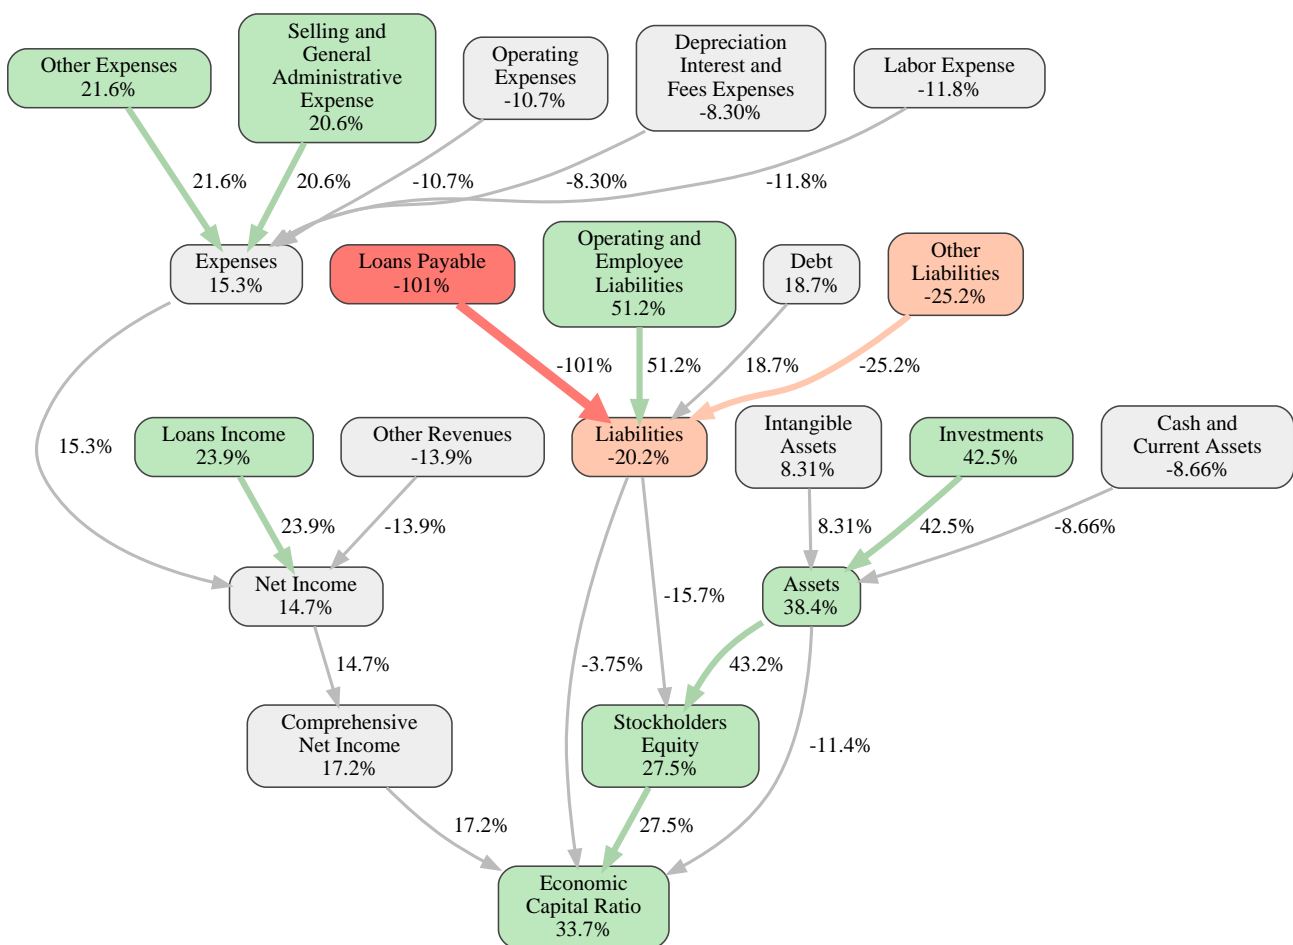 Other Expenses
21.6%
Selling and
General
Administrative
Expense
20.6%
Operating
Expenses
-10.7%
Depreciation
Interest and
Fees Expenses
-8.30%
Labor Expense
-11.8%
21.6%
20.6%
-10.7%
-8.30%
-11.8%
Expenses
15.3%
Loans Payable
-101%
Operating and
Employee
Liabilities
51.2%
Debt
18.7%
Other
Liabilities
-25.2%
-101%
51.2%
18.7%
-25.2%
15.3%
Loans Income
23.9%
Other Revenues
-13.9%
Liabilities
-20.2%
Intangible
Assets
8.31%
Investments
42.5%
Cash and
Current Assets
-8.66%
23.9%
-13.9%
8.31%
42.5%
-8.66%
Net Income
14.7%
-15.7%
Assets
38.4%
14.7%
-3.75%
43.2%
Comprehensive
Net Income
17.2%
Stockholders
Equity
27.5%
-11.4%
17.2%
27.5%
Economic
Capital Ratio
33.7%